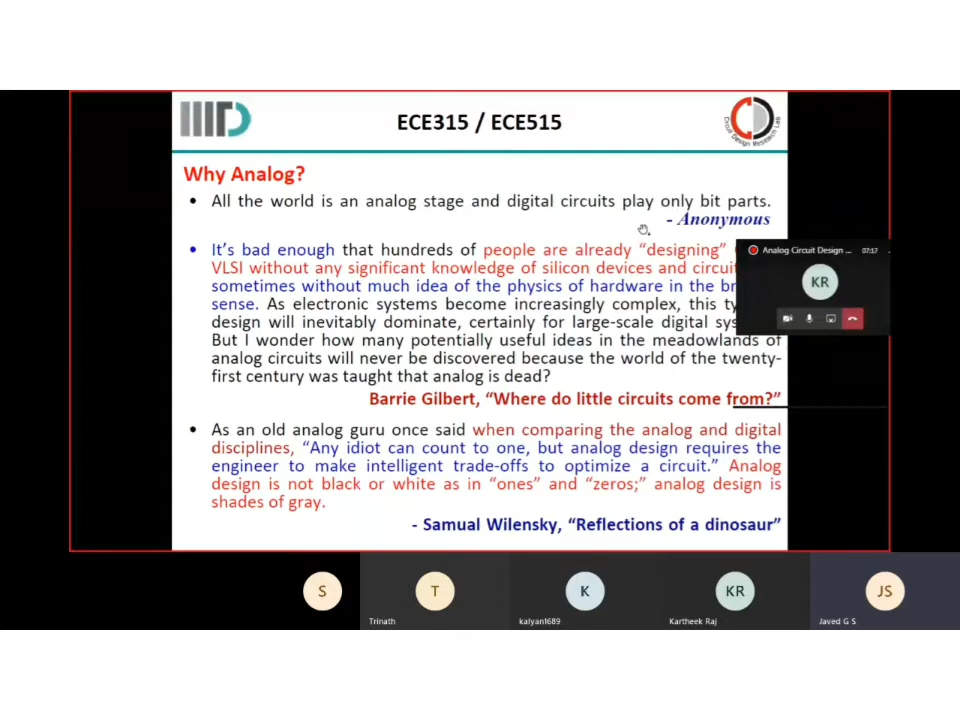 IIITD
ECE315 / ECE515
Circuit Design Research Lab
Why Analog?
• All the world is an analog stage and digital circuits play only bit parts.
- Anonymous
• It's bad enough that hundreds of people are already “designing”
VLSI without any significant knowledge of silicon devices and
sometimes without much idea of the physics of hardware in the
sense. As electronic systems become increasingly complex, this
design will inevitably dominate, certainly for large-scale digital
But I wonder how many potentially useful ideas in the meadowlands of
analog circuits will never be discovered because the world of the twenty-
first century was taught that analog is dead?
Barrie Gilbert, “Where do little circuits come from?”
• As an old analog guru once said when comparing the analog and digital
disciplines, “Any idiot can count to one, but analog design requires the
engineer to make intelligent trade-offs to optimize a circuit.” Analog
design is not black or white as in “ones” and “zeros;” analog design is
shades of gray.
- Samual Wilensky, “Reflections of a dinosaur”
Analog Circuit Design ... 07:17
KR
S
T
K
KR
JS
Trinath
kalyan1689
Kartheek Raj
Javed G S